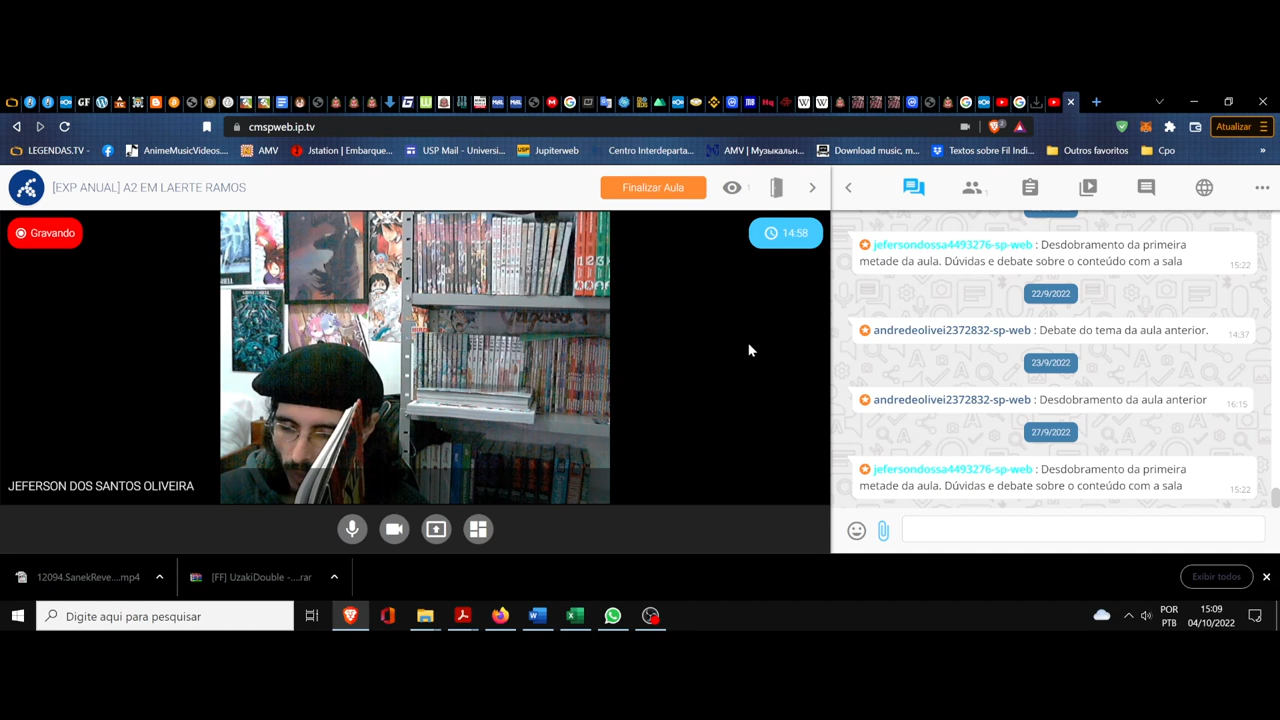 cmspweb.ip.tv
Atualizar
LEGENDAS.TV -
AnimeMusicVideos...
AMV
Jstation | Embarque...
USP Mail - Universi...
Jupiterweb
Centro Interdeparta...
AMV | Музыкальн...
Download music, m...
Textos sobre Fil Indi...
Outros favoritos
Cpo
[EXP ANUAL] A2 EM LAERTE RAMOS
Finalizar Aula
1
1
Gravando
14:58
JEFERSON DOS SANTOS OLIVEIRA
jefersondossa4493276-sp-web : Desdobramento da primeira
metade da aula. Dúvidas e debate sobre o conteúdo com a sala
15:22
22/9/2022
andredeolivei2372832-sp-web : Debate do tema da aula anterior.
14:37
23/9/2022
andredeolivei2372832-sp-web : Desdobramento da aula anterior
16:15
27/9/2022
jefersondossa4493276-sp-web : Desdobramento da primeira
metade da aula. Dúvidas e debate sobre o conteúdo com a sala
15:22
12094.SanekReve....mp4
[FF] UzakiDouble -....rar
Exibir todos
Digite aqui para pesquisar
POR
PTB
15:09
04/10/2022